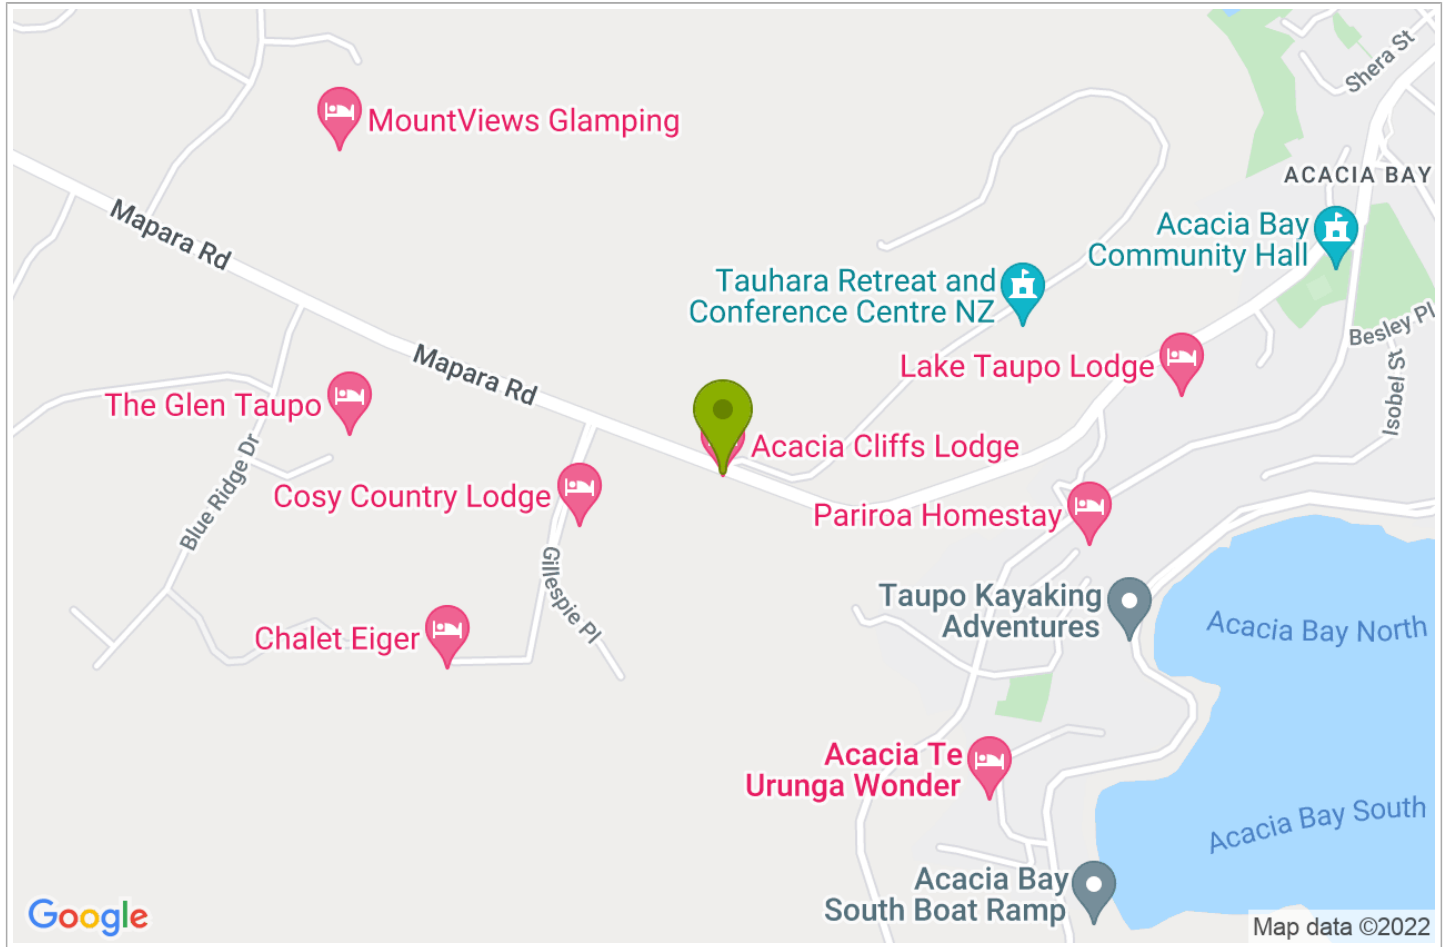 Shera St
MountViews Glamping
ACACIA BAY
Mapara Rd
Acacia Bay
Community Hall
Tauhara Retreat and
Conference Centre NZ
Besley Pl
Mapara Rd
Lake Taupo Lodge
Isobel St
The Glen Taupo
Acacia Cliffs Lodge
Blue Ridge Dr
Cosy Country Lodge
Pariroa Homestay
Gillespie Pl
Taupo Kayaking
Adventures
Acacia Bay North
Chalet Eiger
Acacia Te
Urunga Wonder
Acacia Bay South
Acacia Bay
South Boat Ramp
Google
Map data ©2022